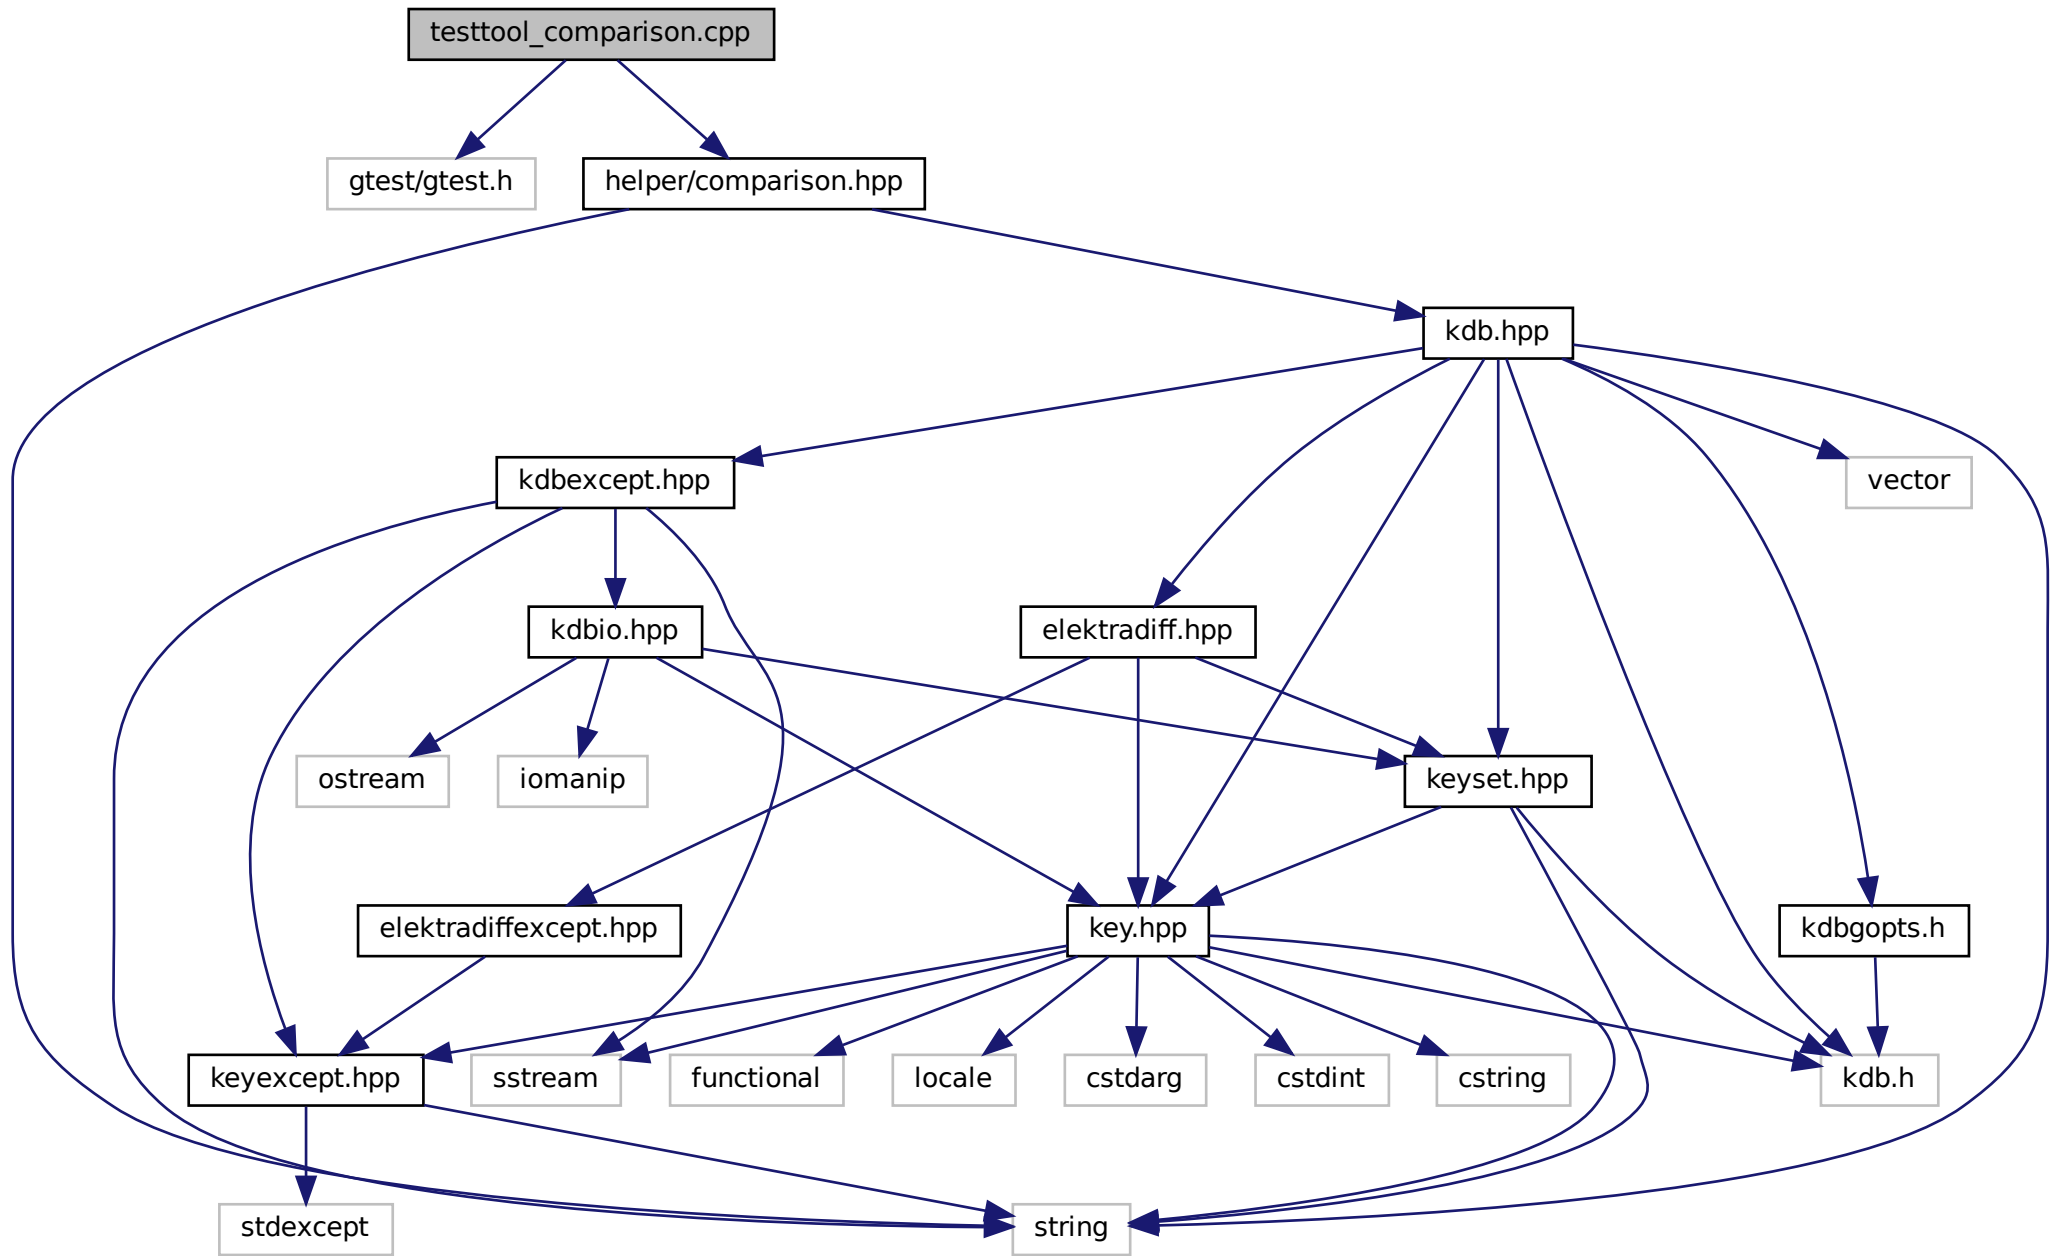 testtool_comparison.cpp
gtest/gtest.h
helper/comparison.hpp
kdb.hpp
kdbexcept.hpp
vector
kdbio.hpp
elektradiff.hpp
ostream
iomanip
keyset.hpp
elektradiffexcept.hpp
key.hpp
kdbgopts.h
keyexcept.hpp
sstream
functional
locale
cstdarg
cstdint
cstring
kdb.h
stdexcept
string